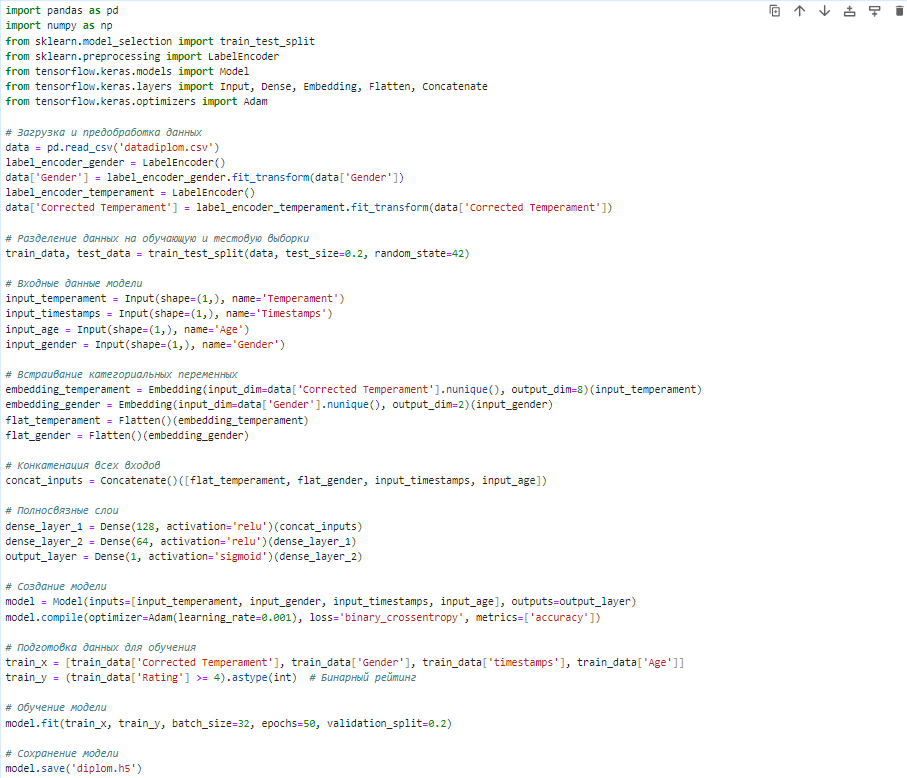 import pandas as pd
import numpy as np
from sklearn.model_selection import train_test_split
from sklearn.preprocessing import LabelEncoder
from tensorflow.keras.models import Model
from tensorflow.keras.layers import Input, Dense, Embedding, Flatten, Concatenate
from tensorflow.keras.optimizers import Adam

# Загрузка и предобработка данных
data = pd.read_csv('datadiplom.csv')
label_encoder_gender = LabelEncoder()
data['Gender'] = label_encoder_gender.fit_transform(data['Gender'])
label_encoder_temperament = LabelEncoder()
data['Corrected Temperament'] = label_encoder_temperament.fit_transform(data['Corrected Temperament'])

# Разделение данных на обучающую и тестовую выборки
train_data, test_data = train_test_split(data, test_size=0.2, random_state=42)

# Входные данные модели
input_temperament = Input(shape=(1,), name='Temperament')
input_timestamps = Input(shape=(1,), name='Timestamps')
input_age = Input(shape=(1,), name='Age')
input_gender = Input(shape=(1,), name='Gender')

# Встраивание категориальных переменных
embedding_temperament = Embedding(input_dim=data['Corrected Temperament'].nunique(), output_dim=8)(input_temperament)
embedding_gender = Embedding(input_dim=data['Gender'].nunique(), output_dim=2)(input_gender)
flat_temperament = Flatten()(embedding_temperament)
flat_gender = Flatten()(embedding_gender)

# Конкатенация всех входов
concat_inputs = Concatenate()([flat_temperament, flat_gender, input_timestamps, input_age])

# Полносвязные слои
dense_layer_1 = Dense(128, activation='relu')(concat_inputs)
dense_layer_2 = Dense(64, activation='relu')(dense_layer_1)
output_layer = Dense(1, activation='sigmoid')(dense_layer_2)

# Создание модели
model = Model(inputs=[input_temperament, input_gender, input_timestamps, input_age], outputs=output_layer)
model.compile(optimizer=Adam(learning_rate=0.001), loss='binary_crossentropy', metrics=['accuracy'])

# Подготовка данных для обучения
train_x = [train_data['Corrected Temperament'], train_data['Gender'], train_data['timestamps'], train_data['Age']]
train_y = (train_data['Rating'] >= 4).astype(int)  # Бинарный рейтинг

# Обучение модели
model.fit(train_x, train_y, batch_size=32, epochs=50, validation_split=0.2)

# Сохранение модели
model.save('diplom.h5')